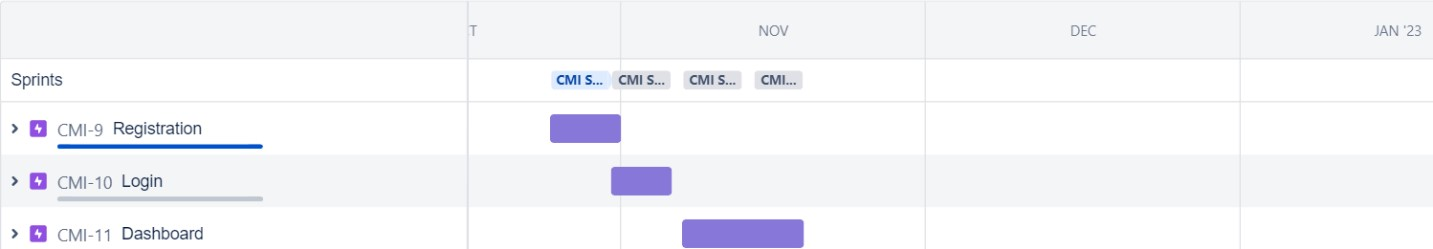 T NOV DEC JAN '23
Sprints CMI S... CMI S... CMI S... CMI...
CMI-9 Registration
CMI-10 Login
CMI-11 Dashboard